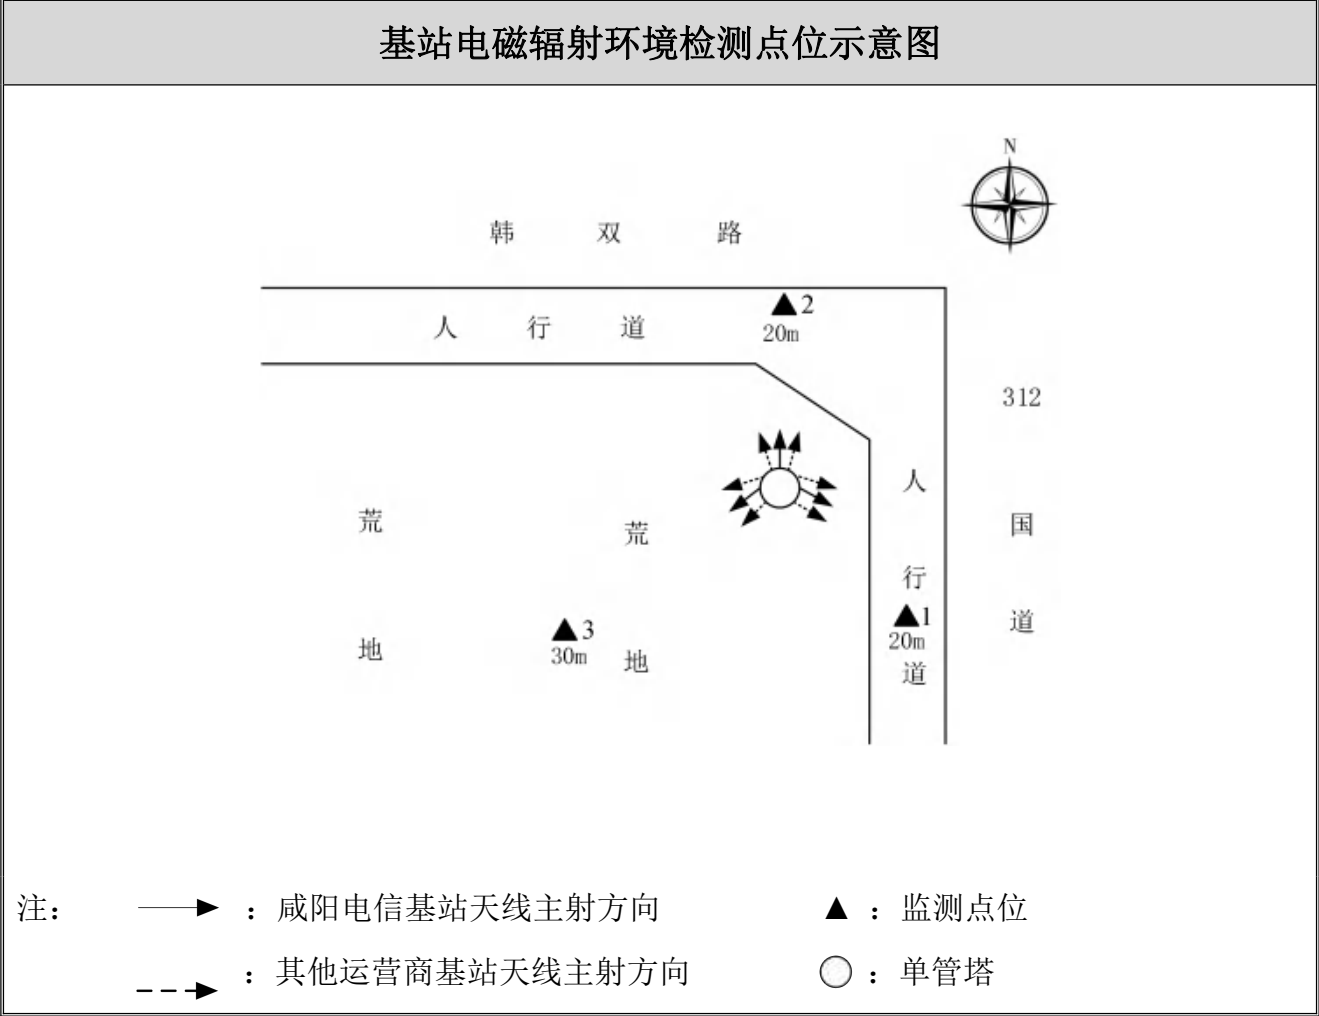 基站电磁辐射环境检测点位示意图
N
韩 双 路
▲2
20m
人 行 道
312
国
道
人
行
道
▲1
20m
荒
地
荒
地
▲3
30m
注： ：咸阳电信基站天线主射方向 ▲：监测点位
：其他运营商基站天线主射方向 ：单管塔